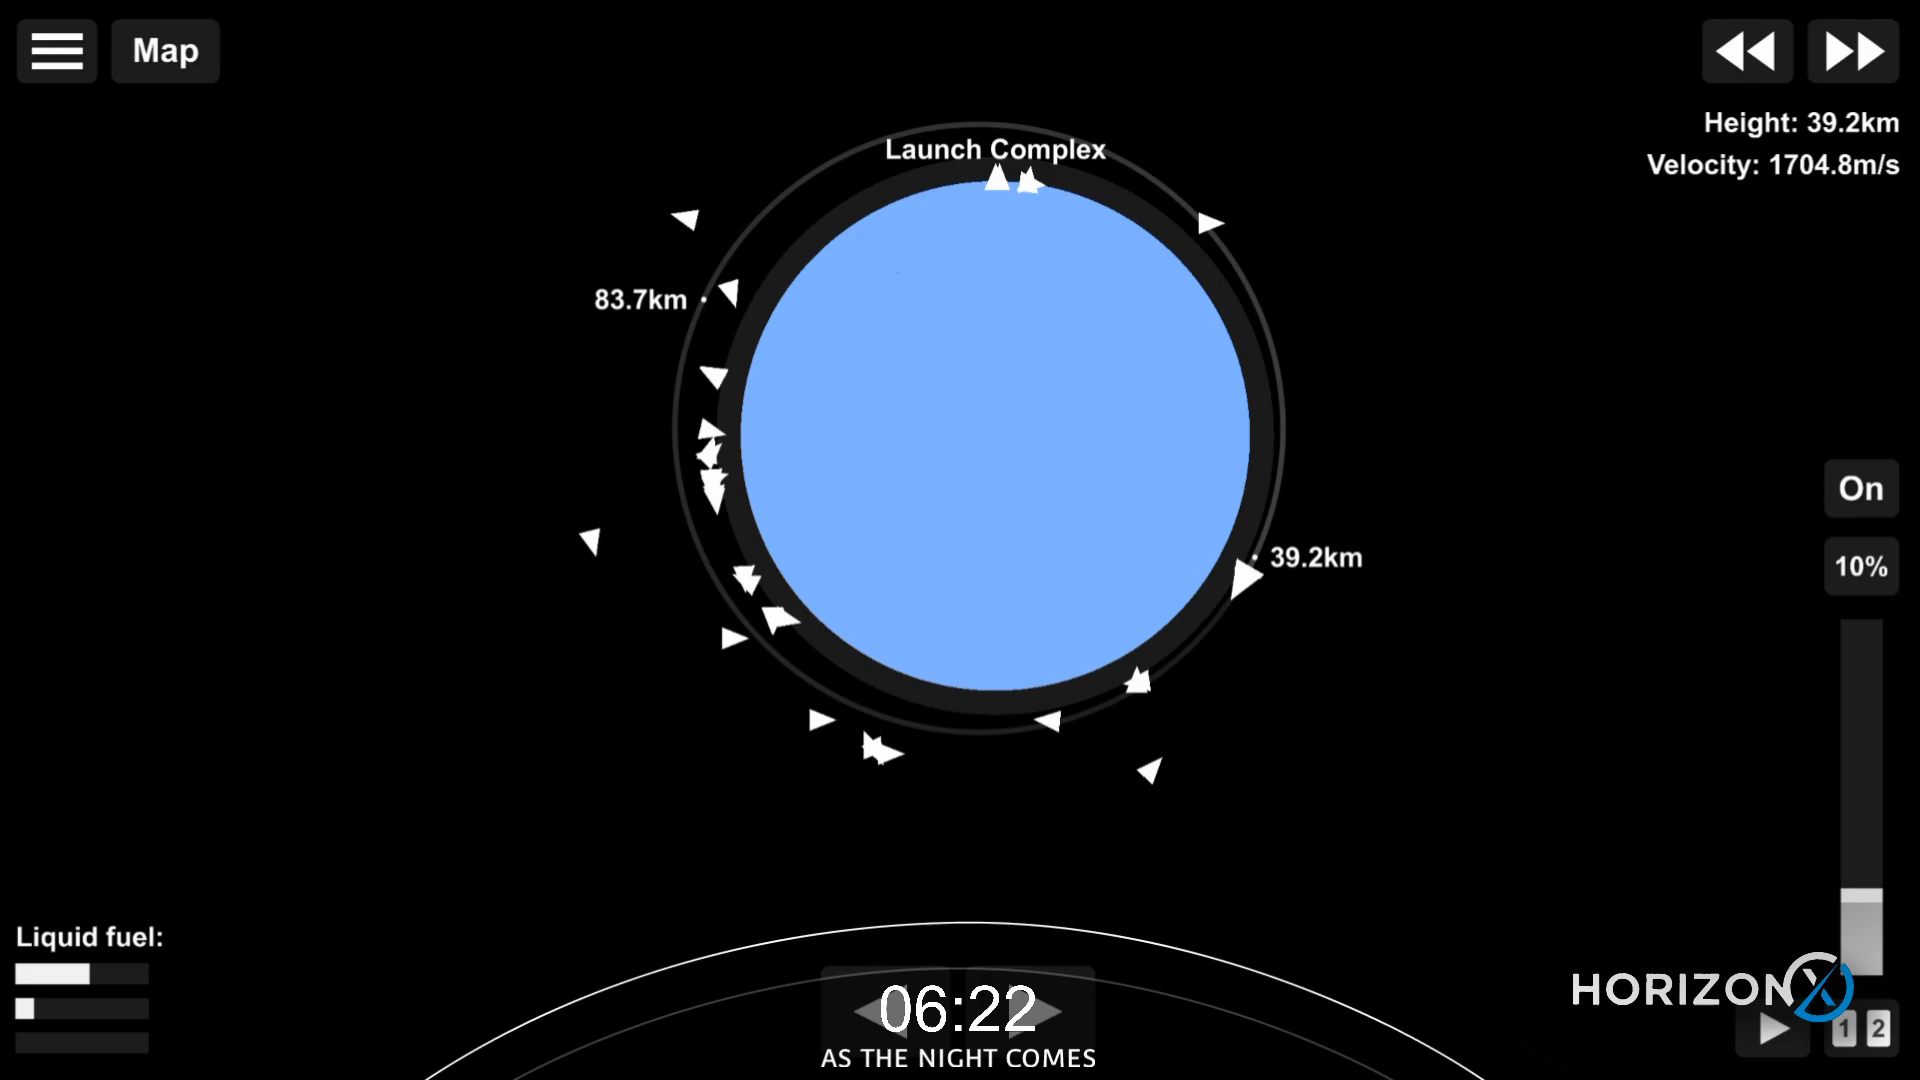 Map
Height: 39.2km
Velocity: 1704.8m/s
Launch Complex
83.7km
39.2km
On
10%
Liquid fuel:
HORIZON X
1 2
06:22
AS THE NIGHT COMES